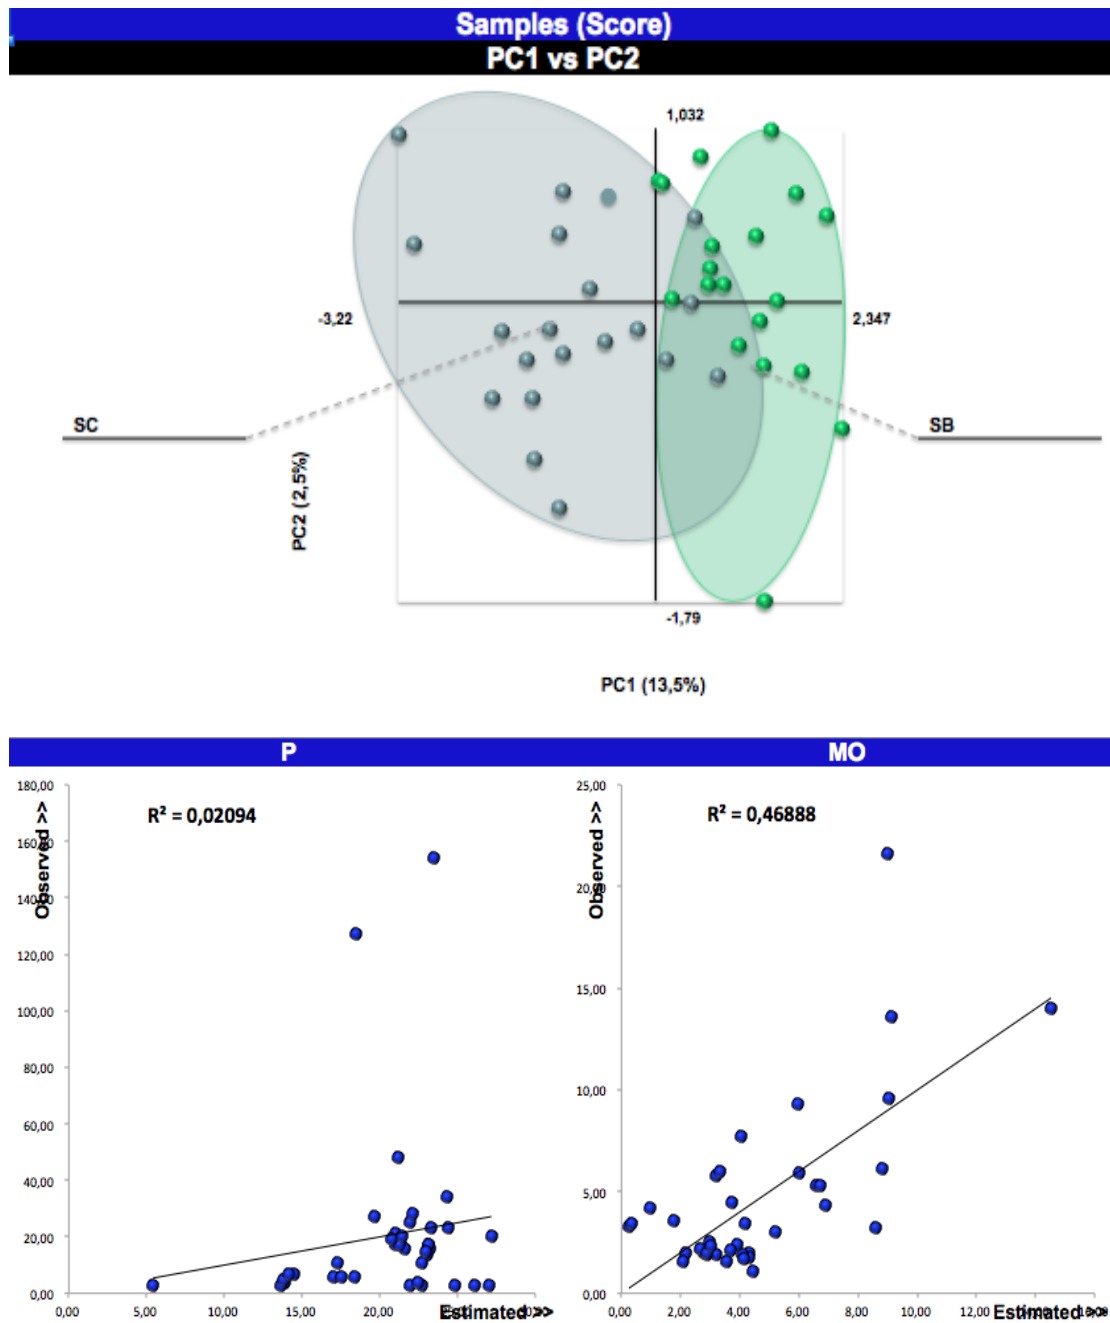 Samples (Score)
PC1 vs PC2
1,032
-3,22
2,347
SC
SB
PC2 (2,5%)
-1,79
PC1 (13,5%)
P
MO
180,00
R² = 0,02094
Observed >>
160,00
140,00
120,00
100,00
80,00
60,00
40,00
20,00
0,00
0,00 5,00 10,00 15,00 20,00
Estimated >>
25,00
R² = 0,46888
Observed >>
20,00
15,00
10,00
5,00
0,00
0,00 2,00 4,00 6,00 8,00 10,00 12,00
Estimated >>